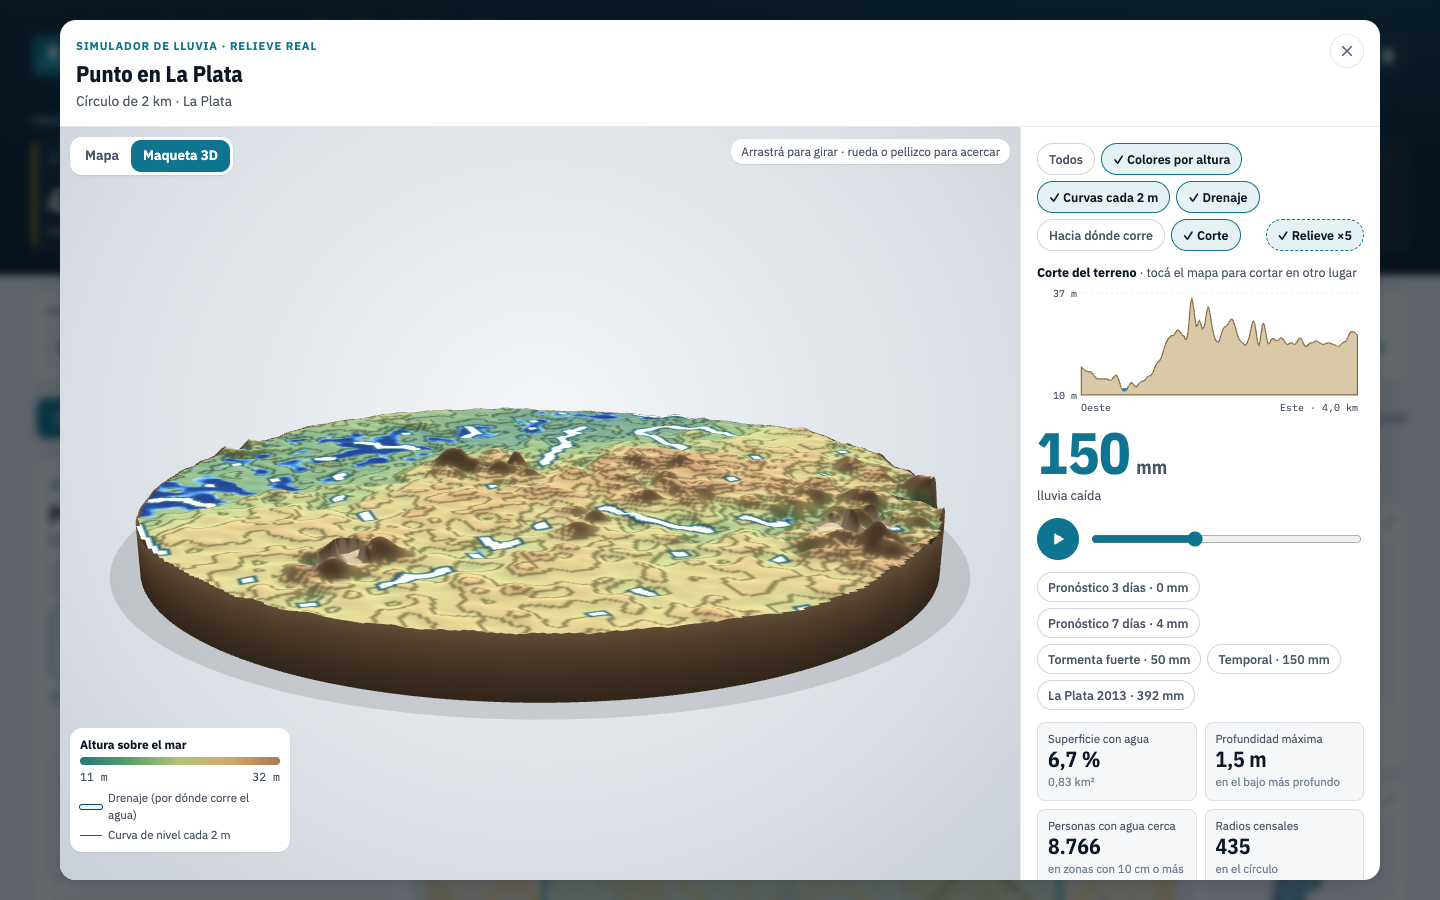 SIMULADOR DE LLUVIA · RELIEVE REAL
Punto en La Plata
Círculo de 2 km · La Plata
Mapa
Maqueta 3D
Arrastrá para girar · rueda o pellizco para acercar
Todos
✓ Colores por altura
✓ Curvas cada 2 m
✓ Drenaje
Hacia dónde corre
✓ Corte
✓ Relieve ×5
Corte del terreno · tocá el mapa para cortar en otro lugar
37 m
10 m
Oeste
Este · 4,0 km
150 mm
lluvia caída
Pronóstico 3 días · 0 mm
Pronóstico 7 días · 4 mm
Tormenta fuerte · 50 mm
Temporal · 150 mm
La Plata 2013 · 392 mm
Superficie con agua
6,7 %
0,83 km²
Profundidad máxima
1,5 m
en el bajo más profundo
Personas con agua cerca
8.766
en zonas con 10 cm o más
Radios censales
435
en el círculo
Altura sobre el mar
11 m
32 m
Drenaje (por dónde corre el
agua)
Curva de nivel cada 2 m